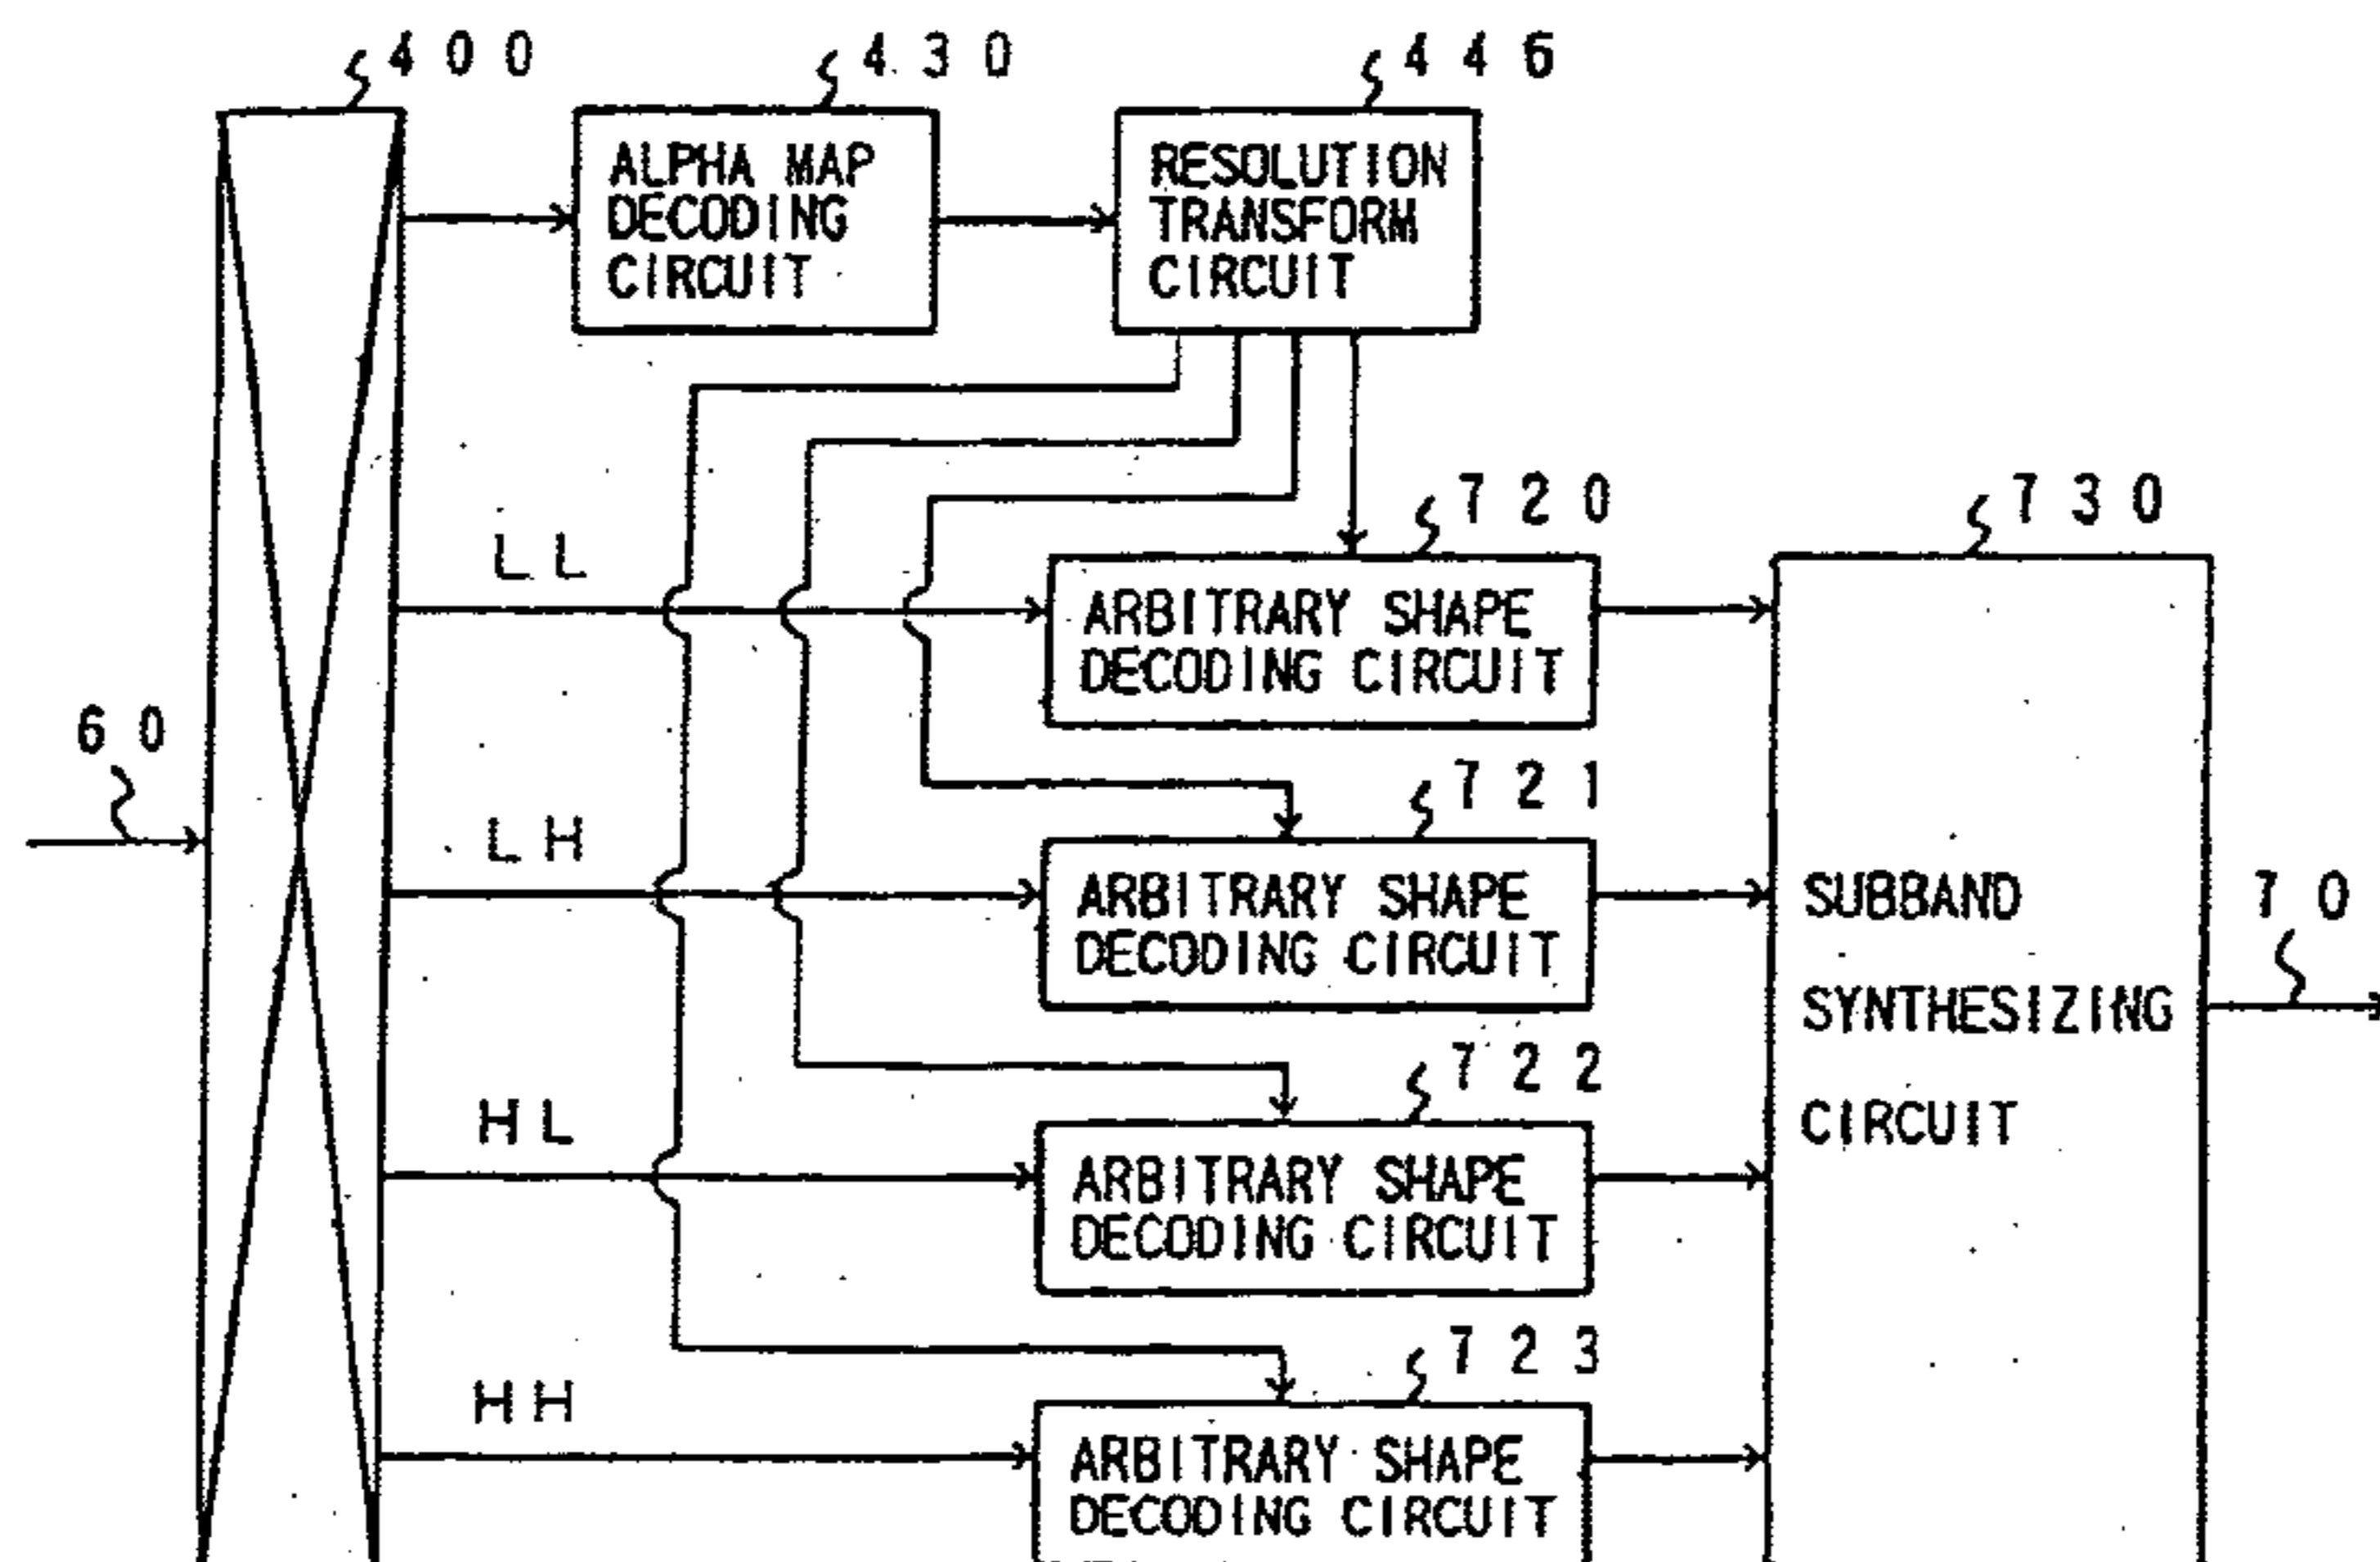 400
430
446
ALPHA MAP
DECODING
CIRCUIT
RESOLUTION
TRANSFORM
CIRCUIT
720
730
LL
ARBITRARY SHAPE
DECODING CIRCUIT
60
721
LH
ARBITRARY SHAPE
DECODING CIRCUIT
SUBBAND
SYNTHESIZING
CIRCUIT
70
722
HL
ARBITRARY SHAPE
DECODING CIRCUIT
723
HH
ARBITRARY SHAPE
DECODING CIRCUIT